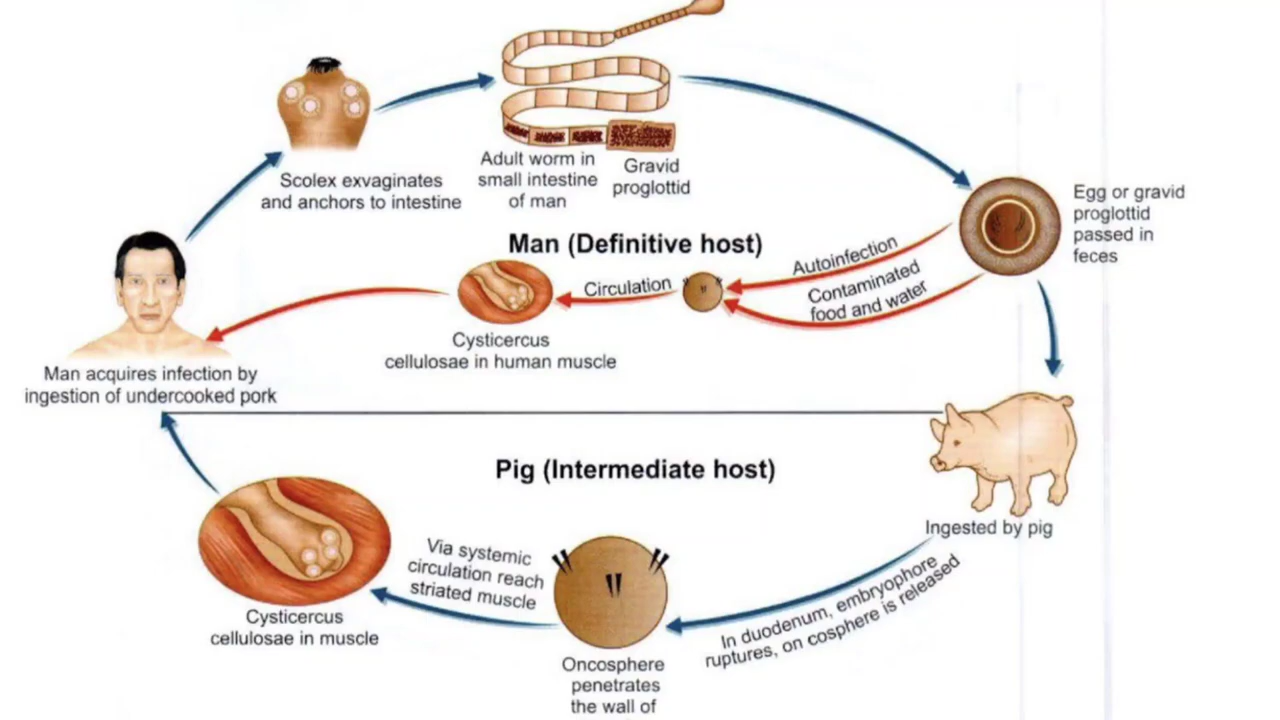 Scolex exvaginates
and anchors to intestine
Adult worm in
small intestine
of man
Gravid
proglottid
Egg or gravid
proglottid
passed in
feces
Man (Definitive host)
Autoinfection
Contaminated
food and water
Circulation
Cysticercus
cellulosae in human muscle
Man acquires infection by
ingestion of undercooked pork
Pig (Intermediate host)
Ingested by pig
In duodenum, embryophore
ruptures, on cosphere is released
Via systemic
circulation reach
striated muscle
Cysticercus
cellulosae in muscle
Oncosphere
penetrates
the wall of